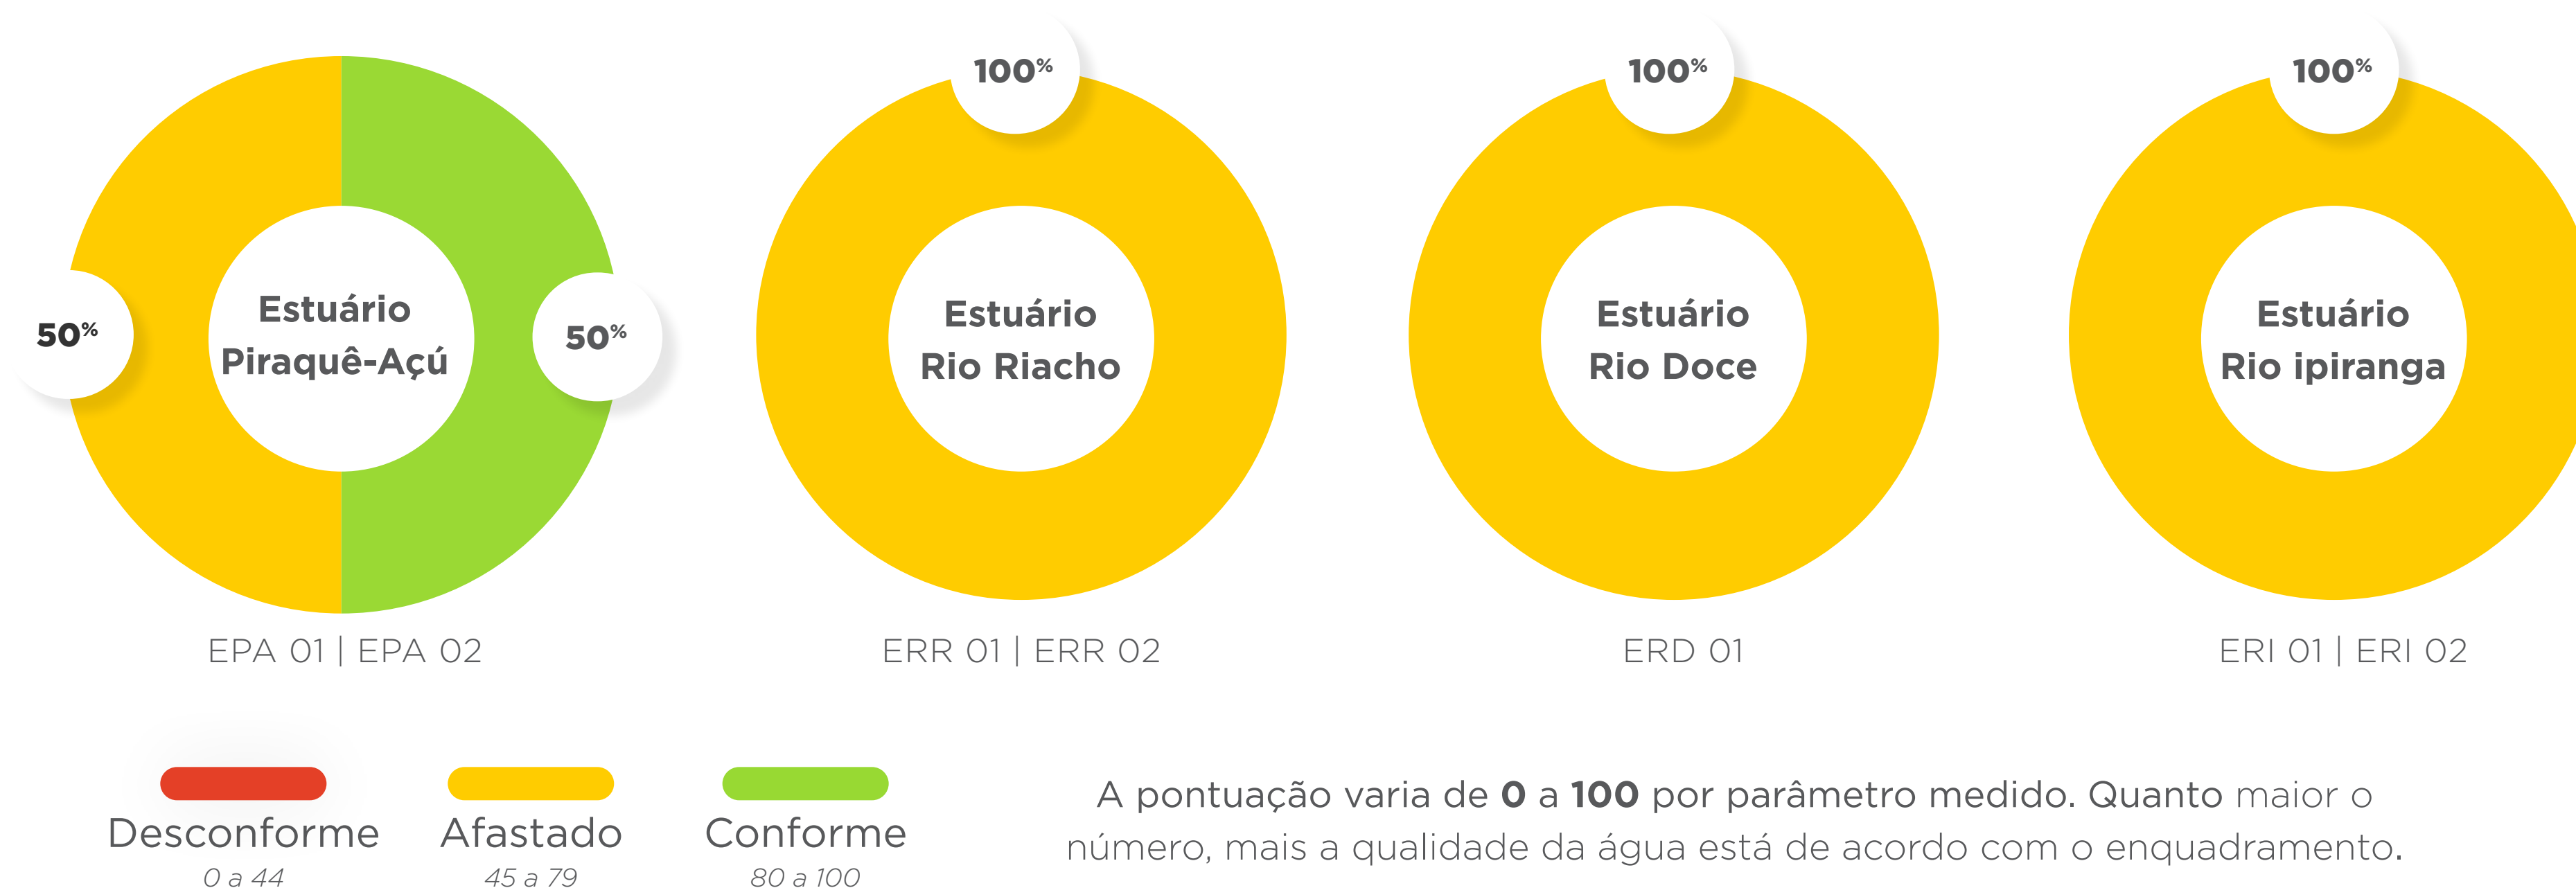 100%
100%
100%
50%
50%
Estuário
Piraquê-Açú
Estuário
Rio Riacho
Estuário
Rio Doce
Estuário
Rio ipiranga
EPA 01 | EPA 02
ERR 01 | ERR 02
ERD 01
ERI 01 | ERI 02
Desconforme
0 a 44
Afastado
45 a 79
Conforme
80 a 100
A pontuação varia de 0 a 100 por parâmetro medido. Quanto maior o
número, mais a qualidade da água está de acordo com o enquadramento.